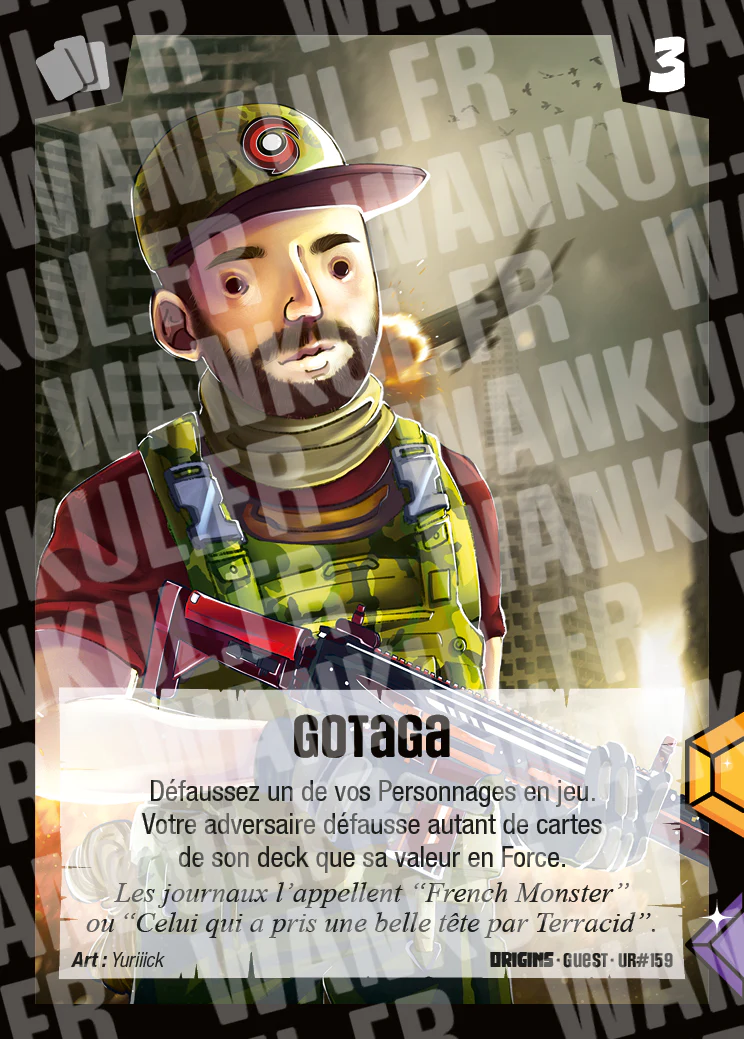 3
GOTAGA
Défaussez un de vos Personnages en jeu.
Votre adversaire défausse autant de cartes
de son deck que sa valeur en Force.
Les journaux l’appellent “French Monster”
ou “Celui qui a pris une belle tête par Terracid”.
Art : Yuriiick
ORIGINS · GUEST · UR#159
WANKUL.FR